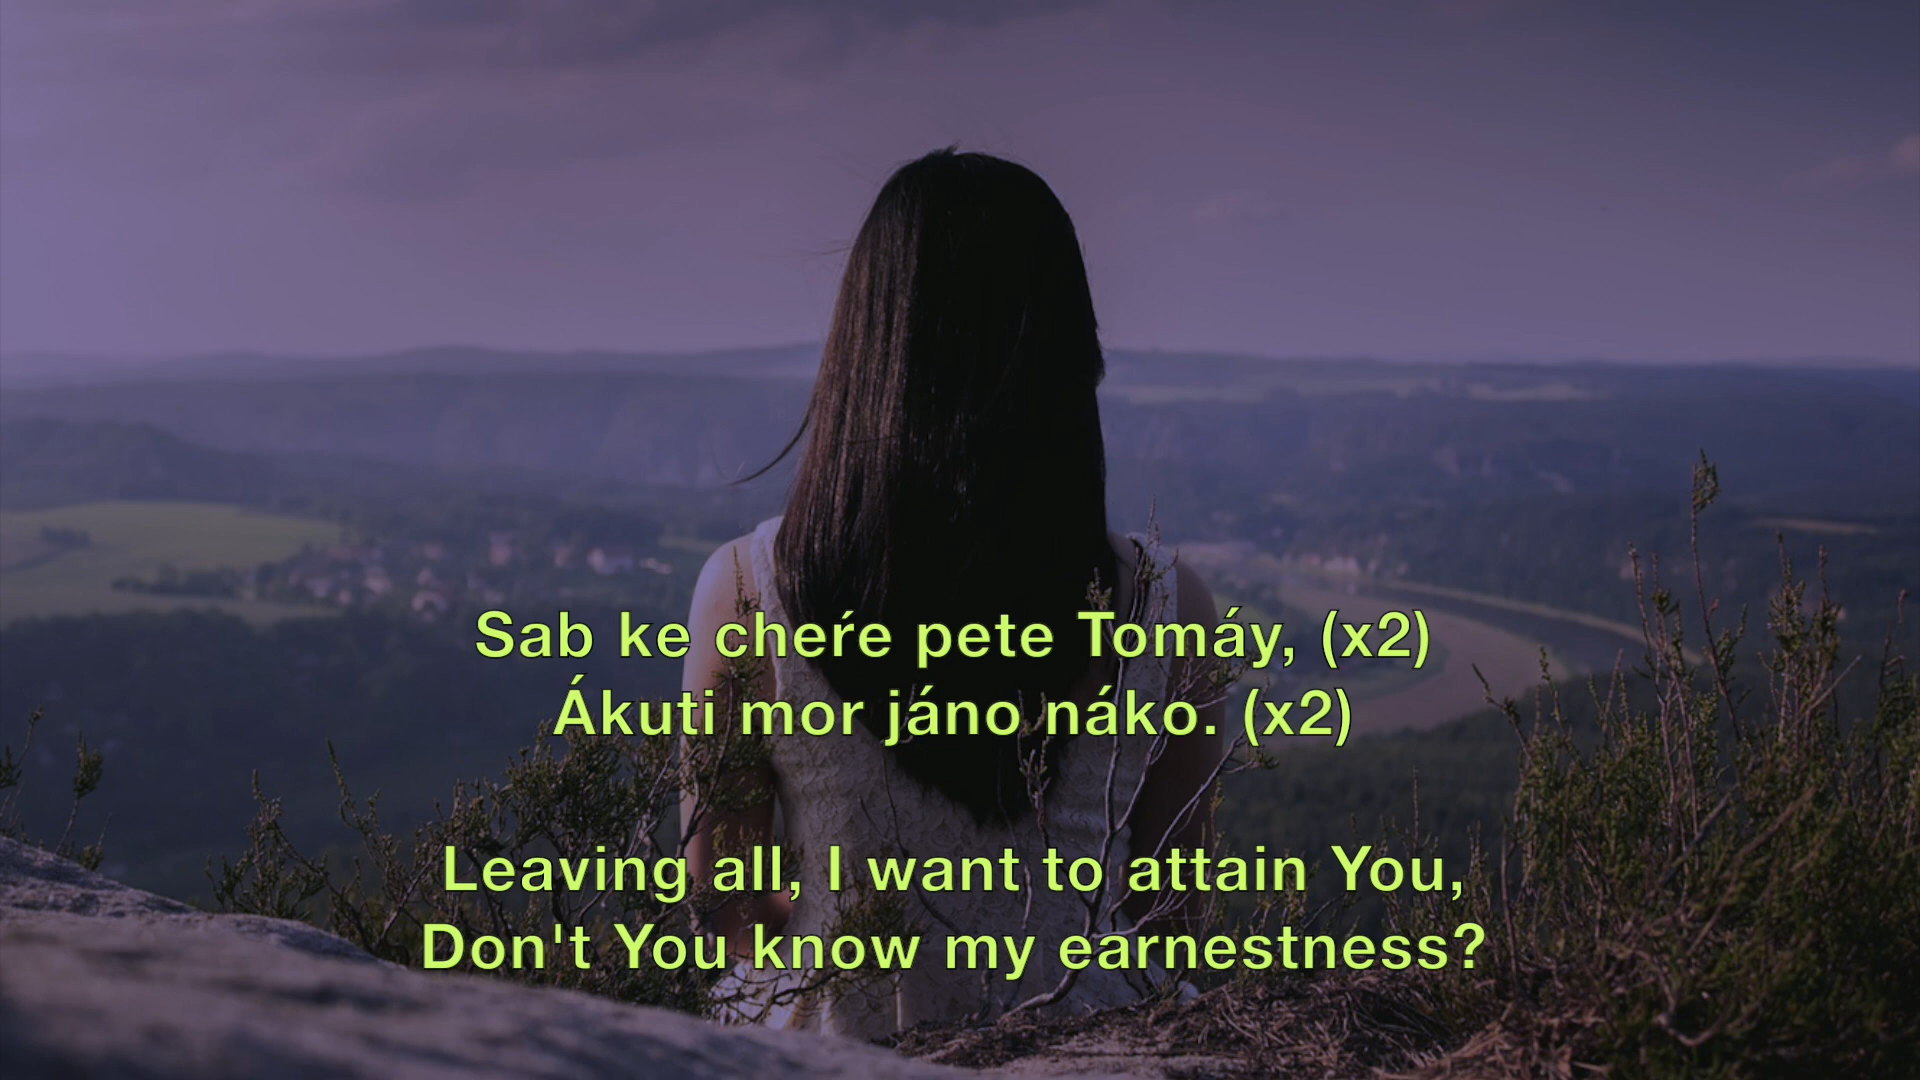 Sab ke cheŕe pete Tomáy, (x2)
Ákuti mor jáno náko. (x2)
Leaving all, I want to attain You,
Don't You know my earnestness?